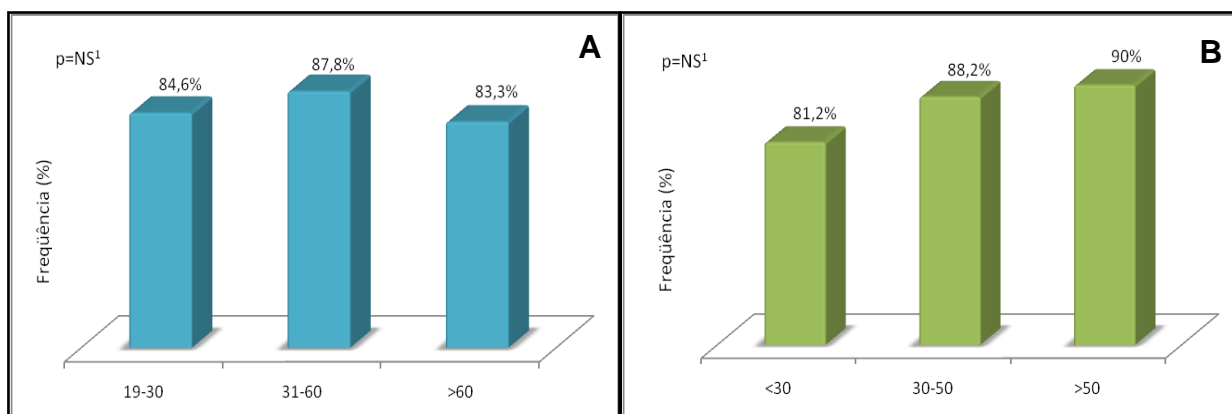 A
p=NS¹
84,6%
87,8%
83,3%
Freqüência (%)
19-30
31-60
>60
B
p=NS¹
81,2%
88,2%
90%
Freqüência (%)
<30
30-50
>50